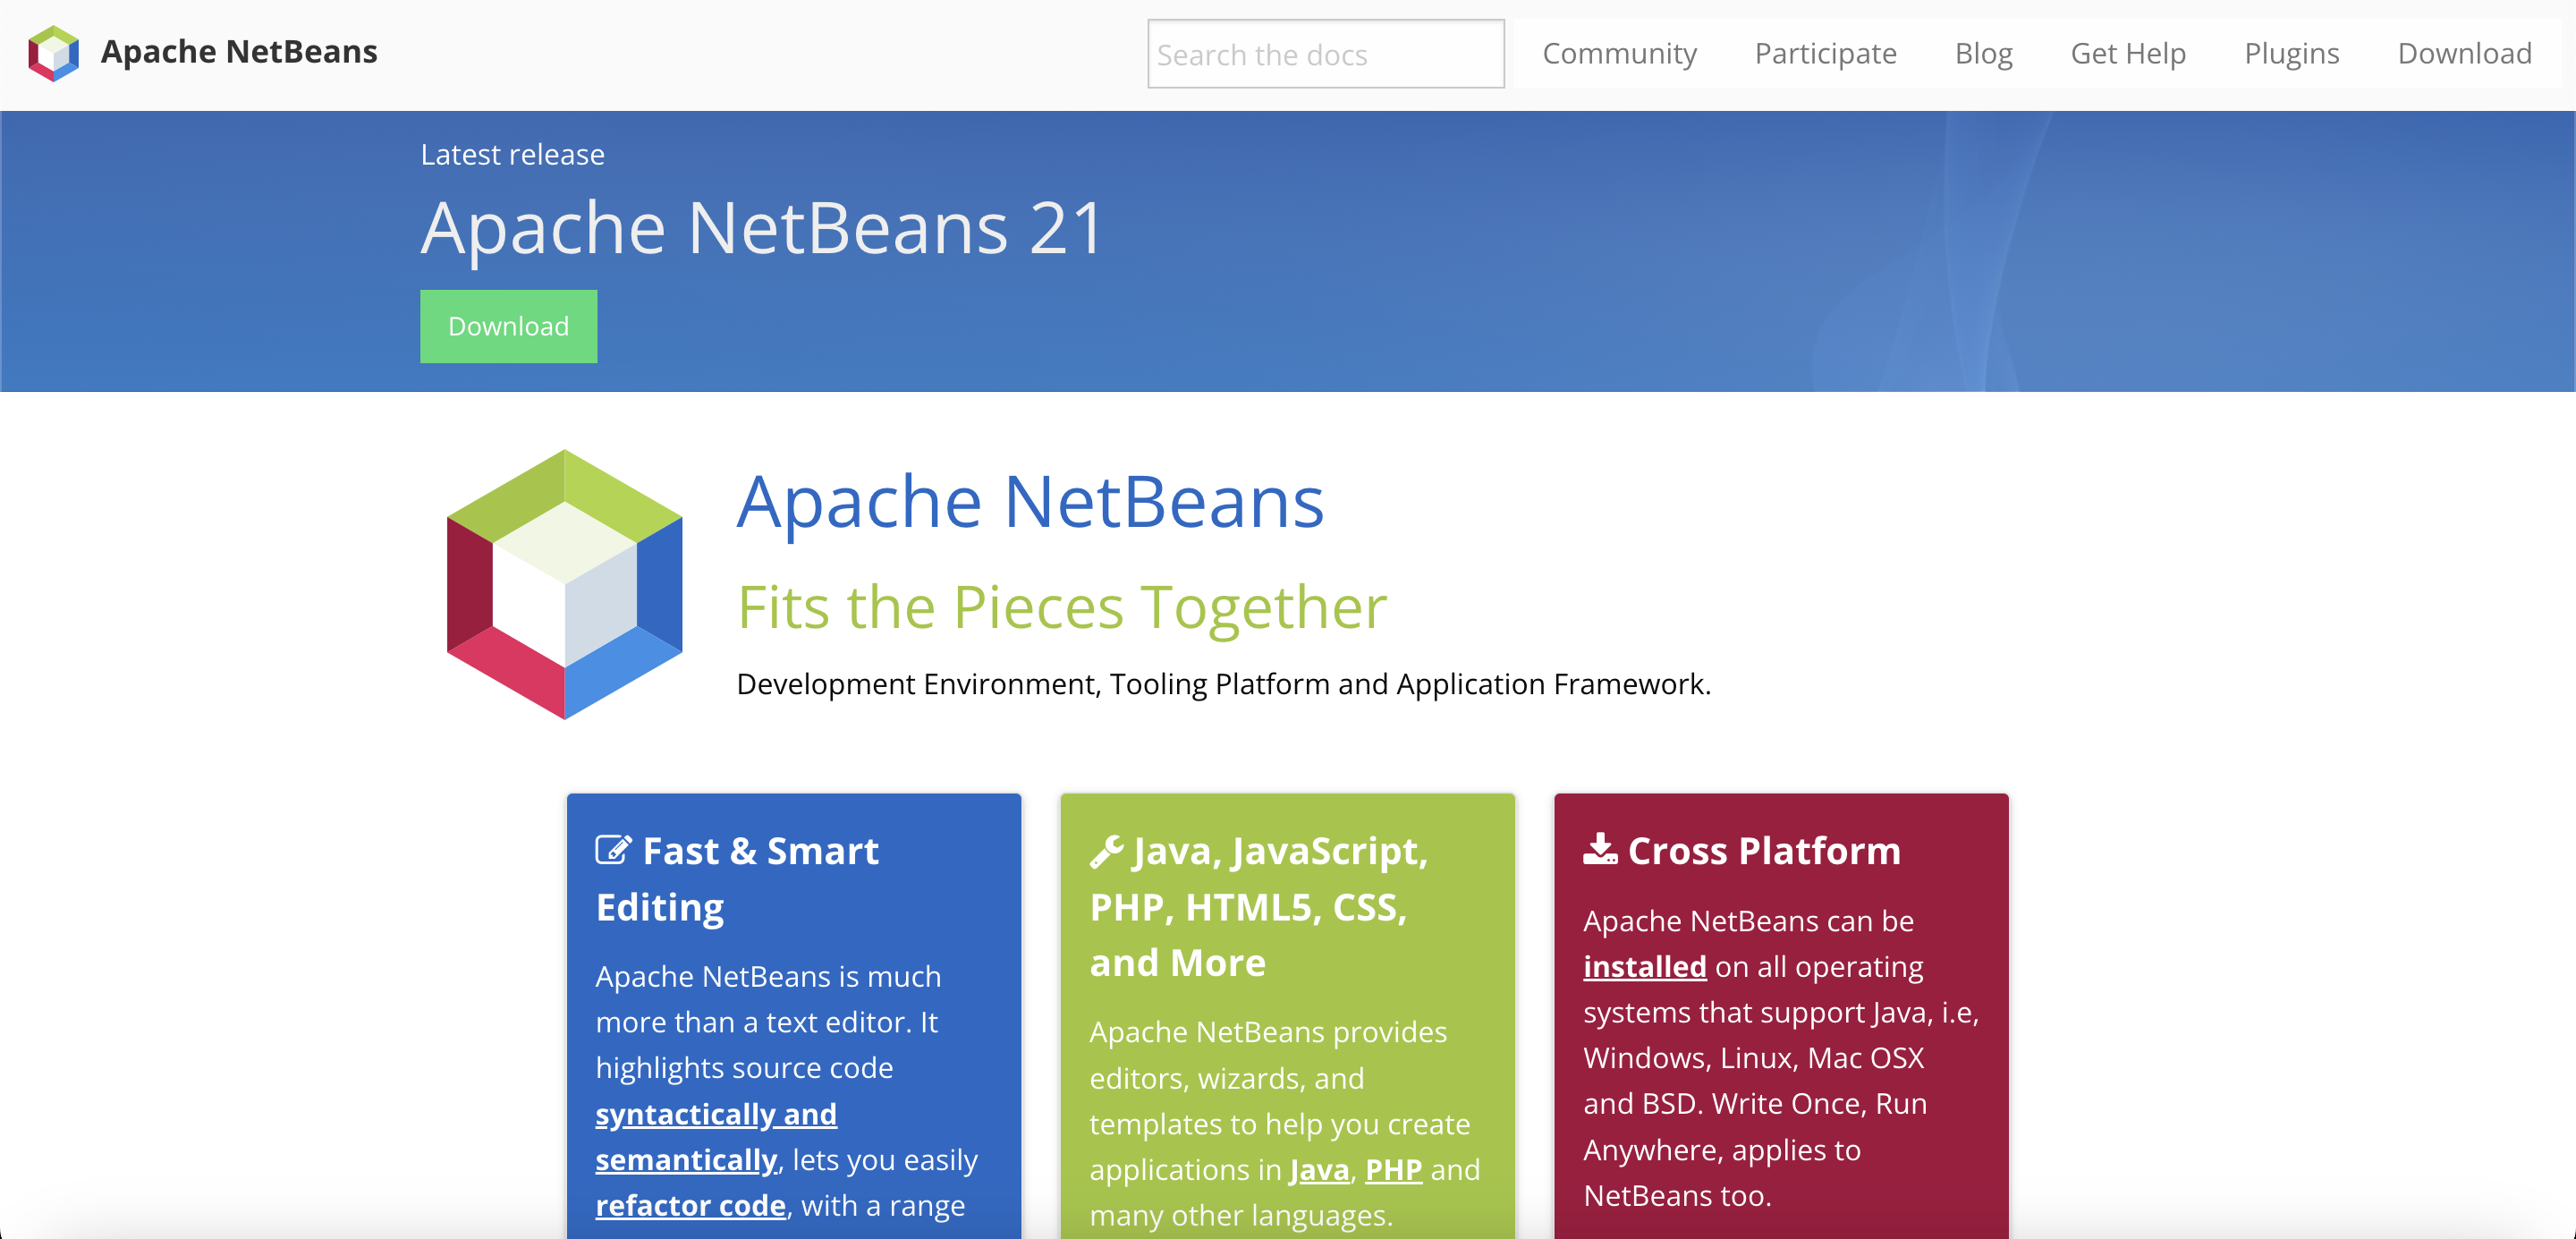 Apache NetBeans
Search the docs
Community
Participate
Blog
Get Help
Plugins
Download
Latest release
Apache NetBeans 21
Download
Apache NetBeans
Fits the Pieces Together
Development Environment, Tooling Platform and Application Framework.
Fast & Smart
Editing
Apache NetBeans is much
more than a text editor. It
highlights source code
syntactically and
semantically, lets you easily
refactor code, with a range
Java, JavaScript,
PHP, HTML5, CSS,
and More
Apache NetBeans provides
editors, wizards, and
templates to help you create
applications in Java, PHP and
many other languages.
Cross Platform
Apache NetBeans can be
installed on all operating
systems that support Java, i.e,
Windows, Linux, Mac OSX
and BSD. Write Once, Run
Anywhere, applies to
NetBeans too.